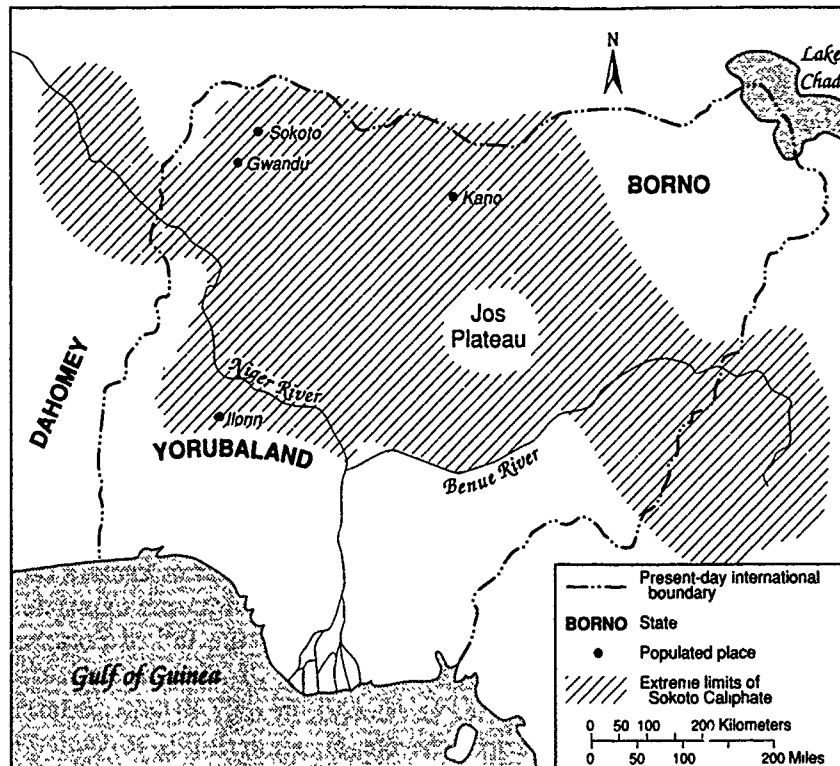 N
Lake
Chad
Sokoto
Gwandu
Kano
BORNO
Jos
Plateau
DAHOMEY
Niger River
Ilonn
YORUBALAND
Benue River
Gulf of Guinea
Present-day international
boundary
BORNO State
Populated place
Extreme limits of
Sokoto Caliphate
0 50 100 200 Kilometers
0 50 100 200 Miles